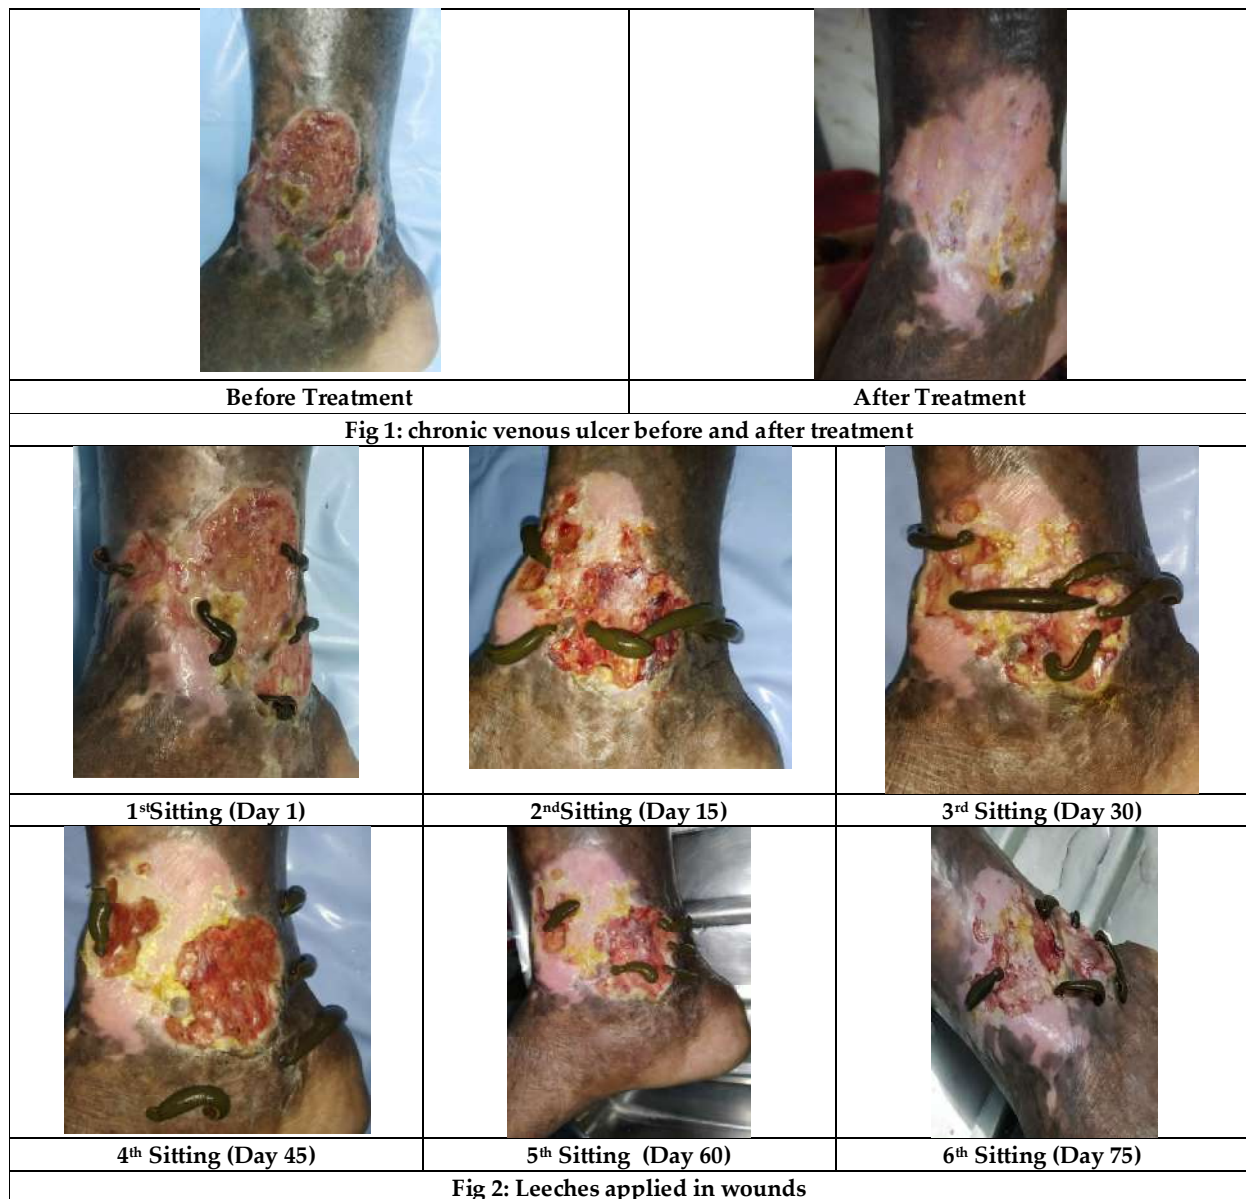 Before Treatment
After Treatment
Fig 1: chronic venous ulcer before and after treatment
1stSitting (Day 1)
2ndSitting (Day 15)
3rd Sitting (Day 30)
4th Sitting (Day 45)
5th Sitting (Day 60)
6th Sitting (Day 75)
Fig 2: Leeches applied in wounds